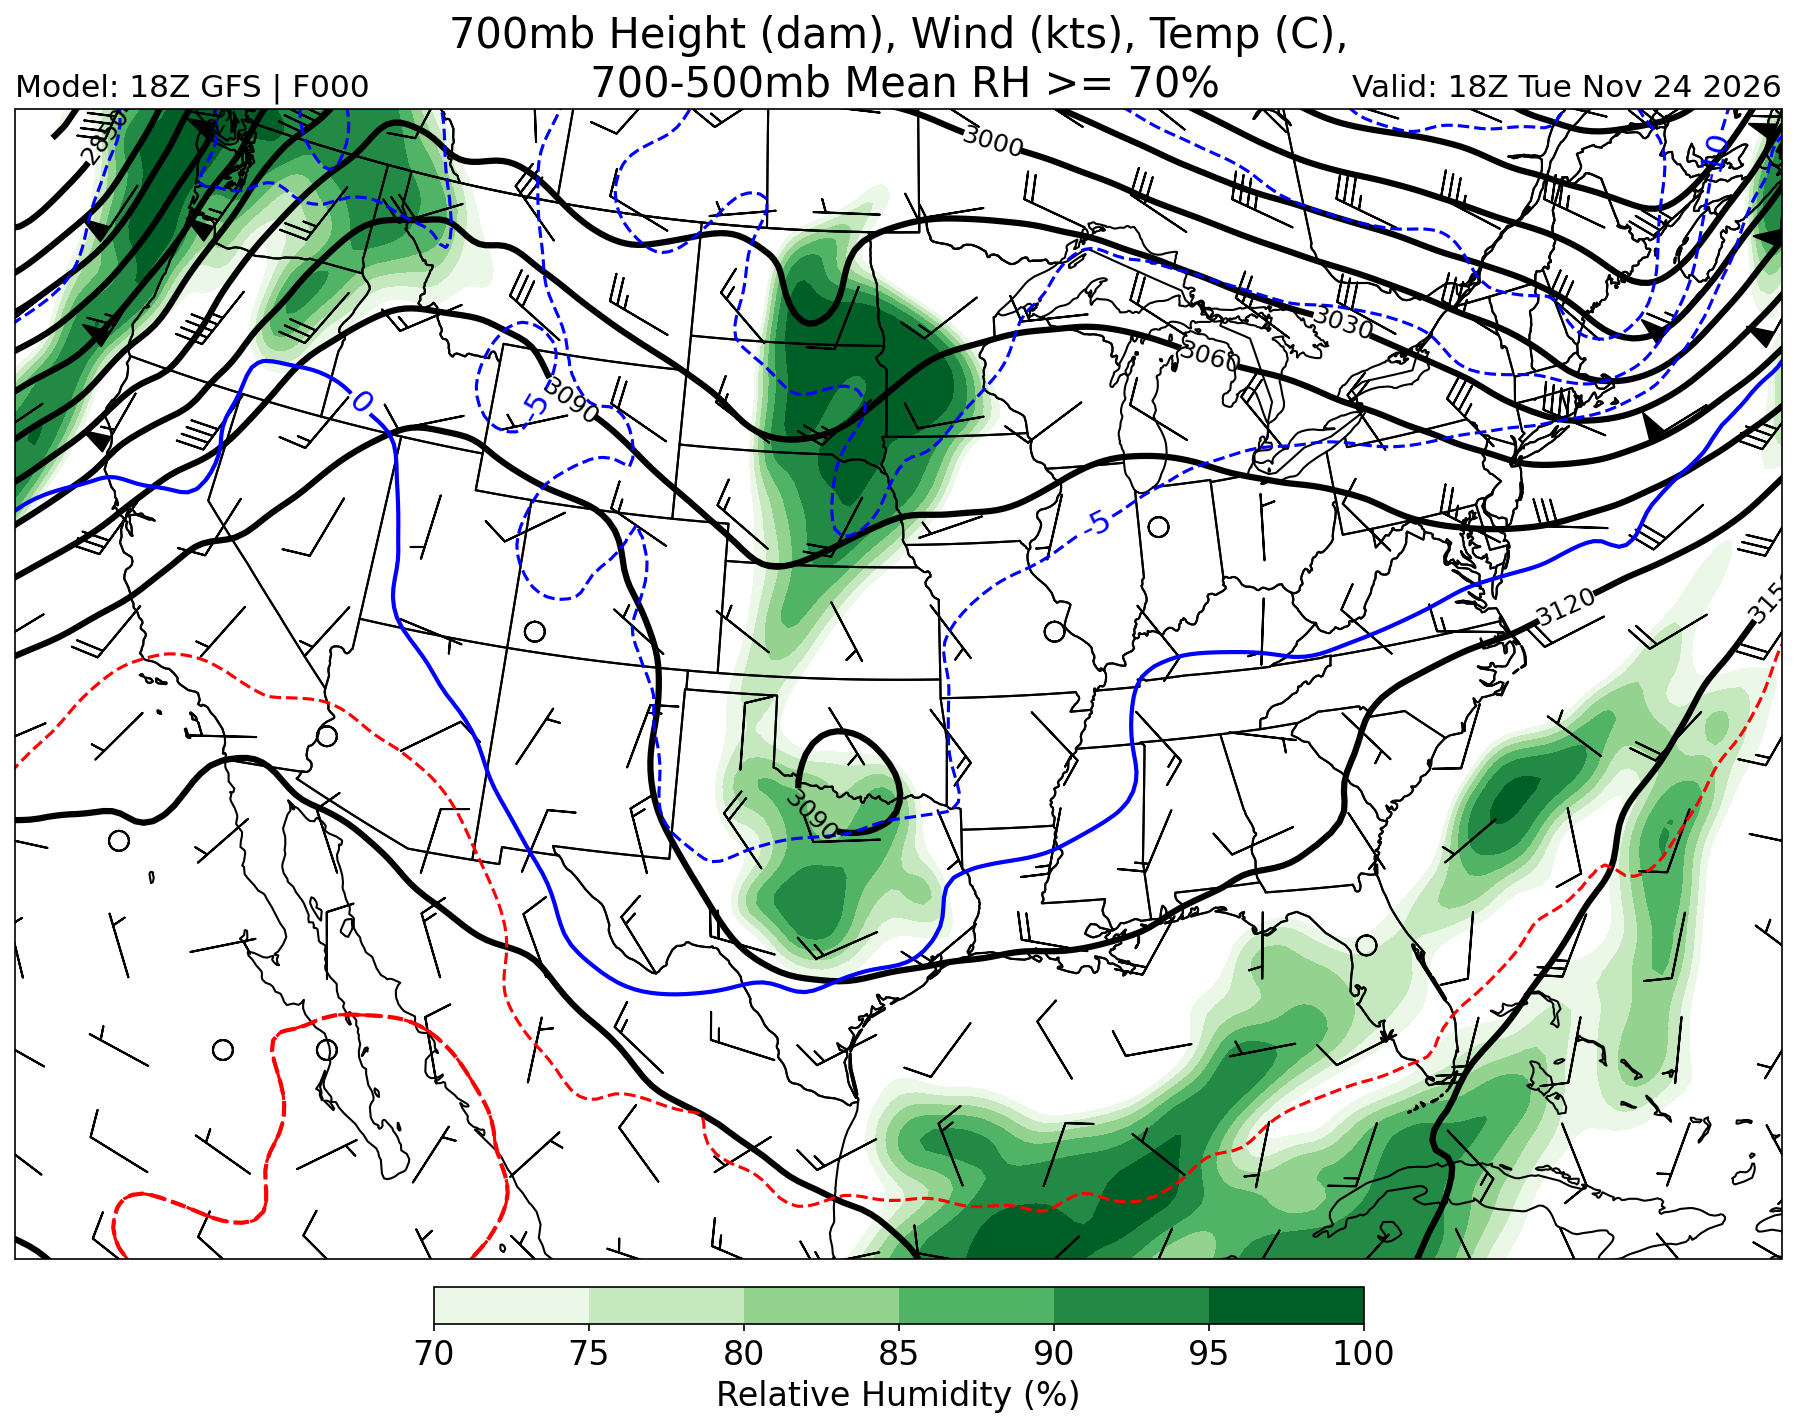 700mb Height (dam), Wind (kts), Temp (C),
700-500mb Mean RH >= 70%
Model: 18Z GFS | F000
Valid: 18Z Tue Nov 24 2026
2850
3000
10
3030
3060
0
-5
3090
-5
3120
3090
70 75 80 85 90 95 100
Relative Humidity (%)